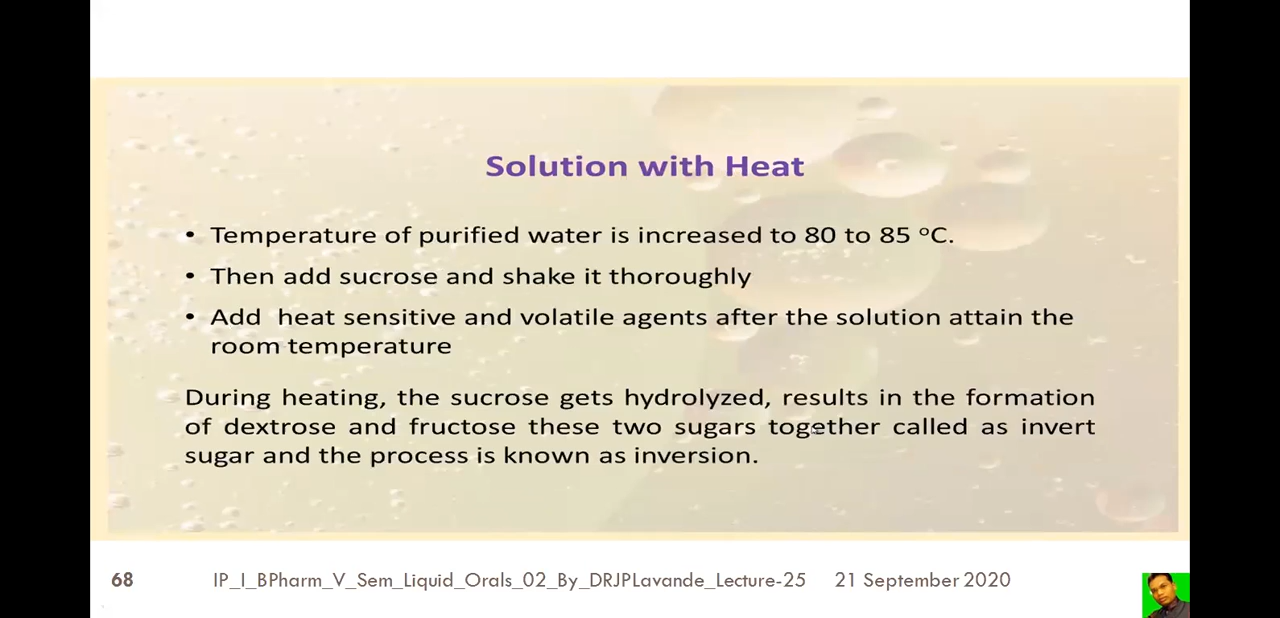 Solution with Heat
• Temperature of purified water is increased to 80 to 85 °C.
• Then add sucrose and shake it thoroughly
• Add heat sensitive and volatile agents after the solution attain the
room temperature
During heating, the sucrose gets hydrolyzed, results in the formation
of dextrose and fructose these two sugars together called as invert
sugar and the process is known as inversion.
68 IP_I_BPharm_V_Sem_Liquid_Orals_02_By_DRJPLavande_Lecture-25 21 September 2020